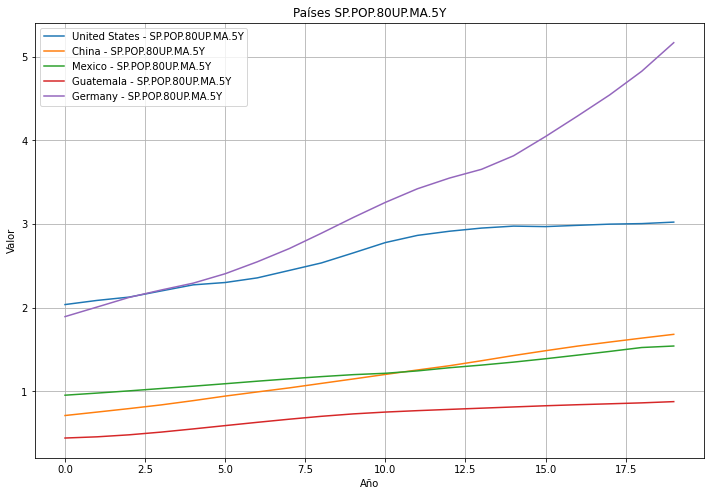 Países SP.POP.80UP.MA.5Y
United States - SP.POP.80UP.MA.5Y
China - SP.POP.80UP.MA.5Y
Mexico - SP.POP.80UP.MA.5Y
Guatemala - SP.POP.80UP.MA.5Y
Germany - SP.POP.80UP.MA.5Y
Valor
5
4
3
2
1
0.0 2.5 5.0 7.5 10.0 12.5 15.0 17.5
Año